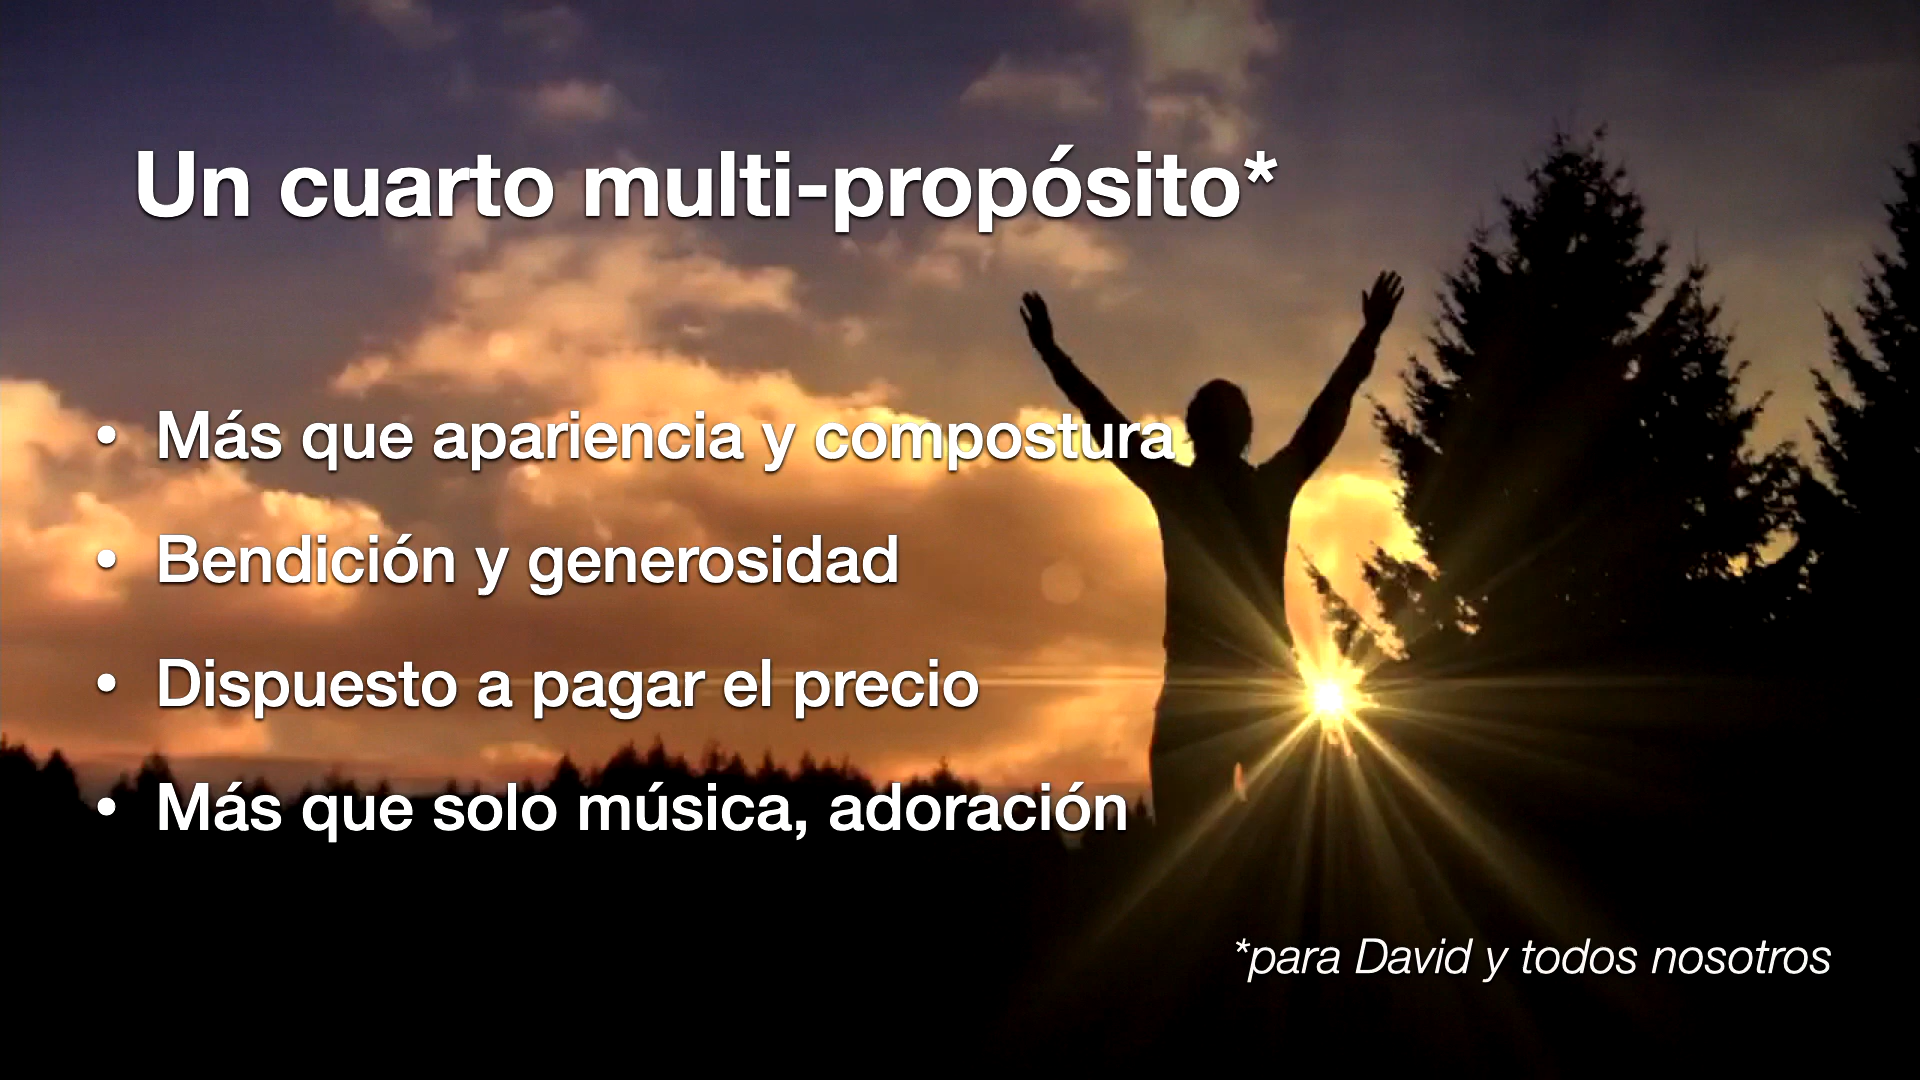 Un cuarto multi-propósito*
• Más que apariencia y compostura
• Bendición y generosidad
• Dispuesto a pagar el precio
• Más que solo música, adoración
*para David y todos nosotros